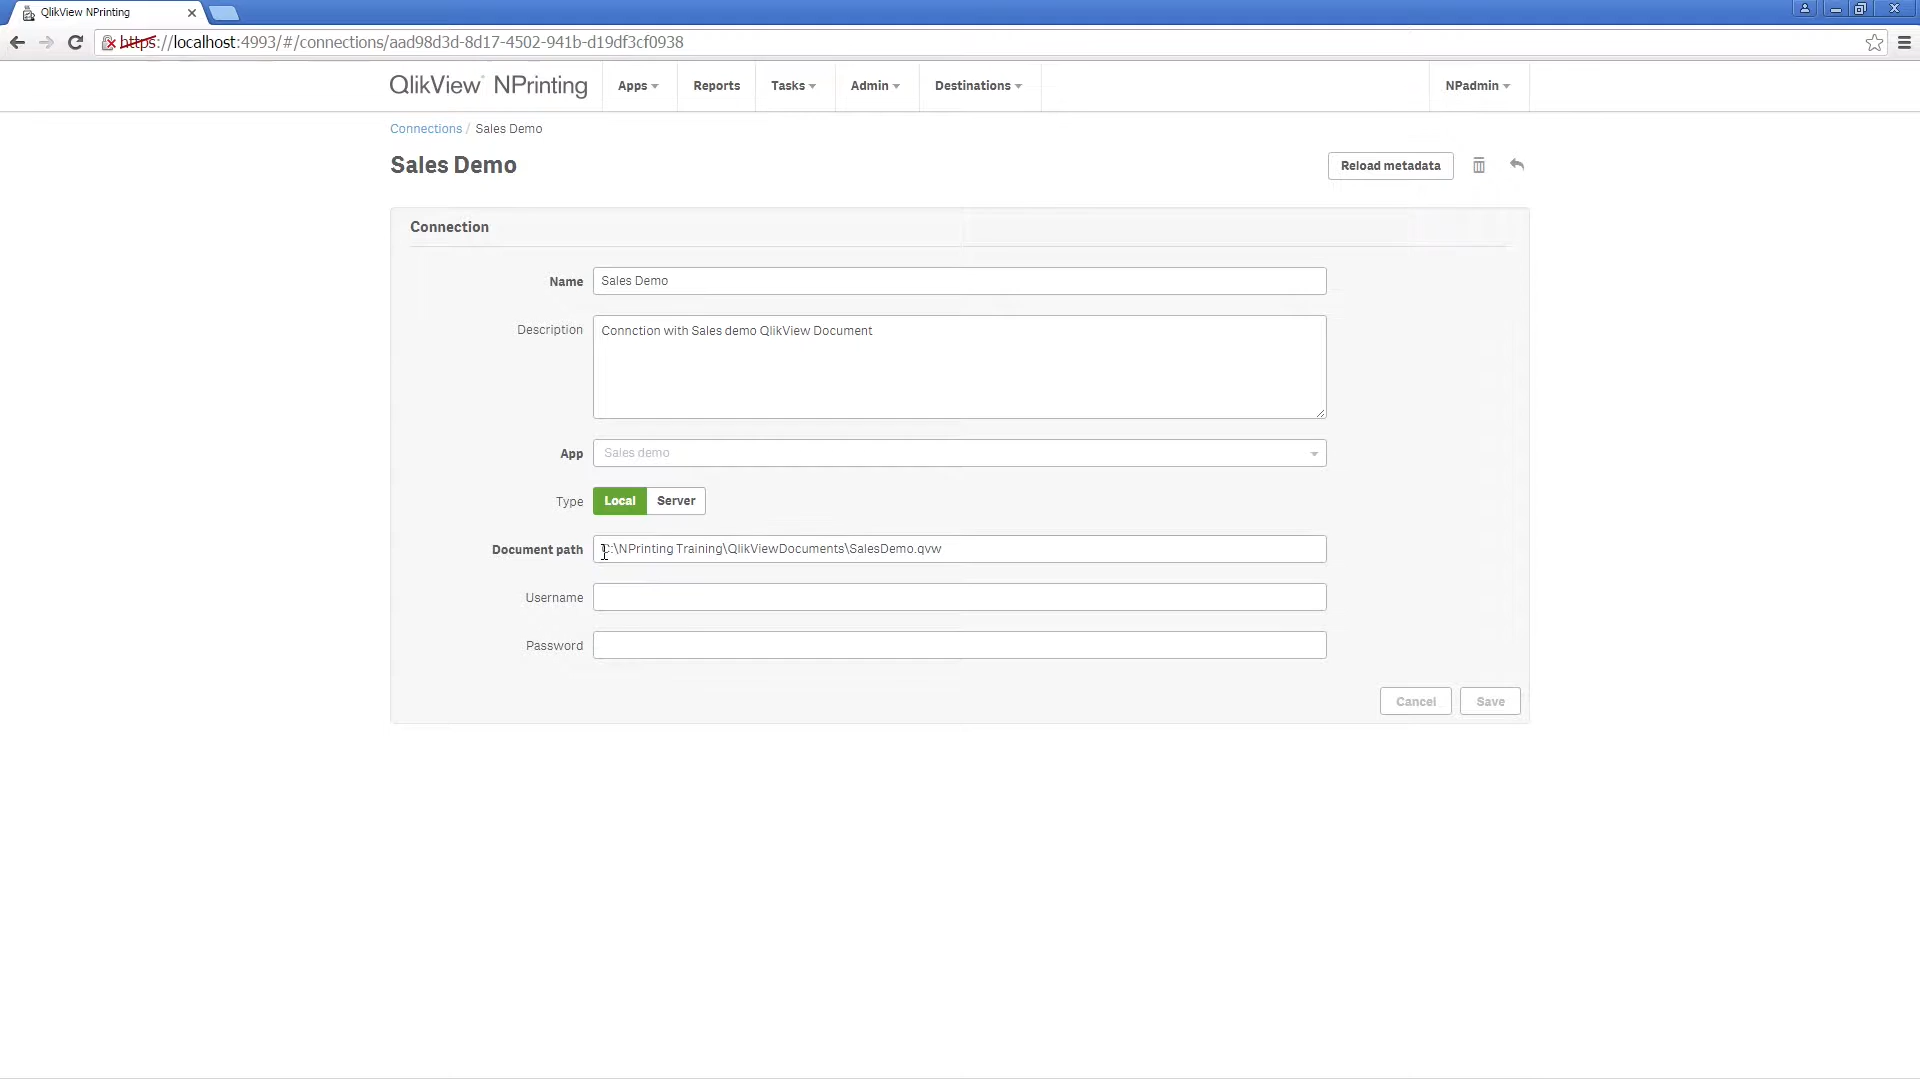 QlikView NPrinting
https://localhost:4993/#/connections/aad98d3d-8d17-4502-941b-d19df3cf0938
QlikView NPrinting Apps Reports Tasks Admin Destinations NPadmin
Connections / Sales Demo
Sales Demo Reload metadata
Connection
Name Sales Demo
Description Connction with Sales demo QlikView Document
App Sales demo
Type Local Server
Document path C:\NPrinting Training\QlikViewDocuments\SalesDemo.qvw
Username
Password
Cancel Save